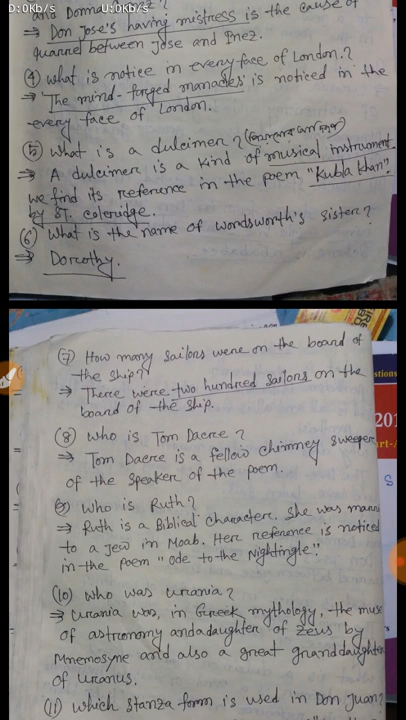 D:0Kb/s U:0Kb/s
and Donna
⇒ Don Jose's having mistress is the cause of
quarrel between Jose and Inez.
(4) What is notice in every face of London.?
⇒ The mind-forged manacles is noticed in the
every face of London.
(5) What is a dulcimer?
⇒ A dulcimer is a kind of musical instrument.
we find its reference in the poem "Kubla khan"
by S.T. coleridge.
(6) What is the name of wordsworth's sister?
⇒ Dorothy.
(7) How many sailors were on the board of
the ship?
⇒ There were two hundred sailors on the
board of the ship.
(8) Who is Tom Dacre?
⇒ Tom Dacre is a fellow chimney sweeper
of the speaker of the poem.
(9) Who is Ruth?
⇒ Ruth is a Biblical character. She was
to a Jew in Moab. Her reference is noticed
in the poem "Ode to the Nightingle".
(10) Who was urania?
⇒ urania was, in Greek mythology, the muse
of astronomy and a daughter of Zeus by
Mnemosyne and also a great granddaughter
of uranus.
(11) Which stanza form is used in Don Juan?
stions
201
S